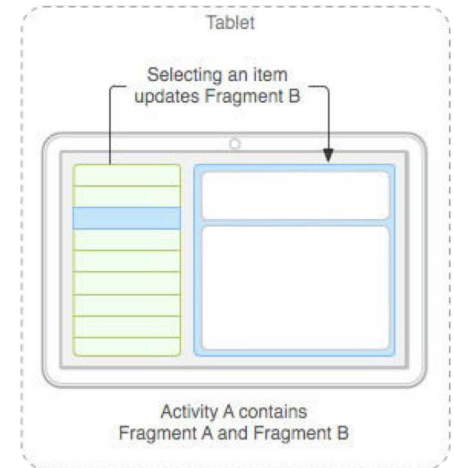 Tablet
Selecting an item
updates Fragment B
Activity A contains
Fragment A and Fragment B